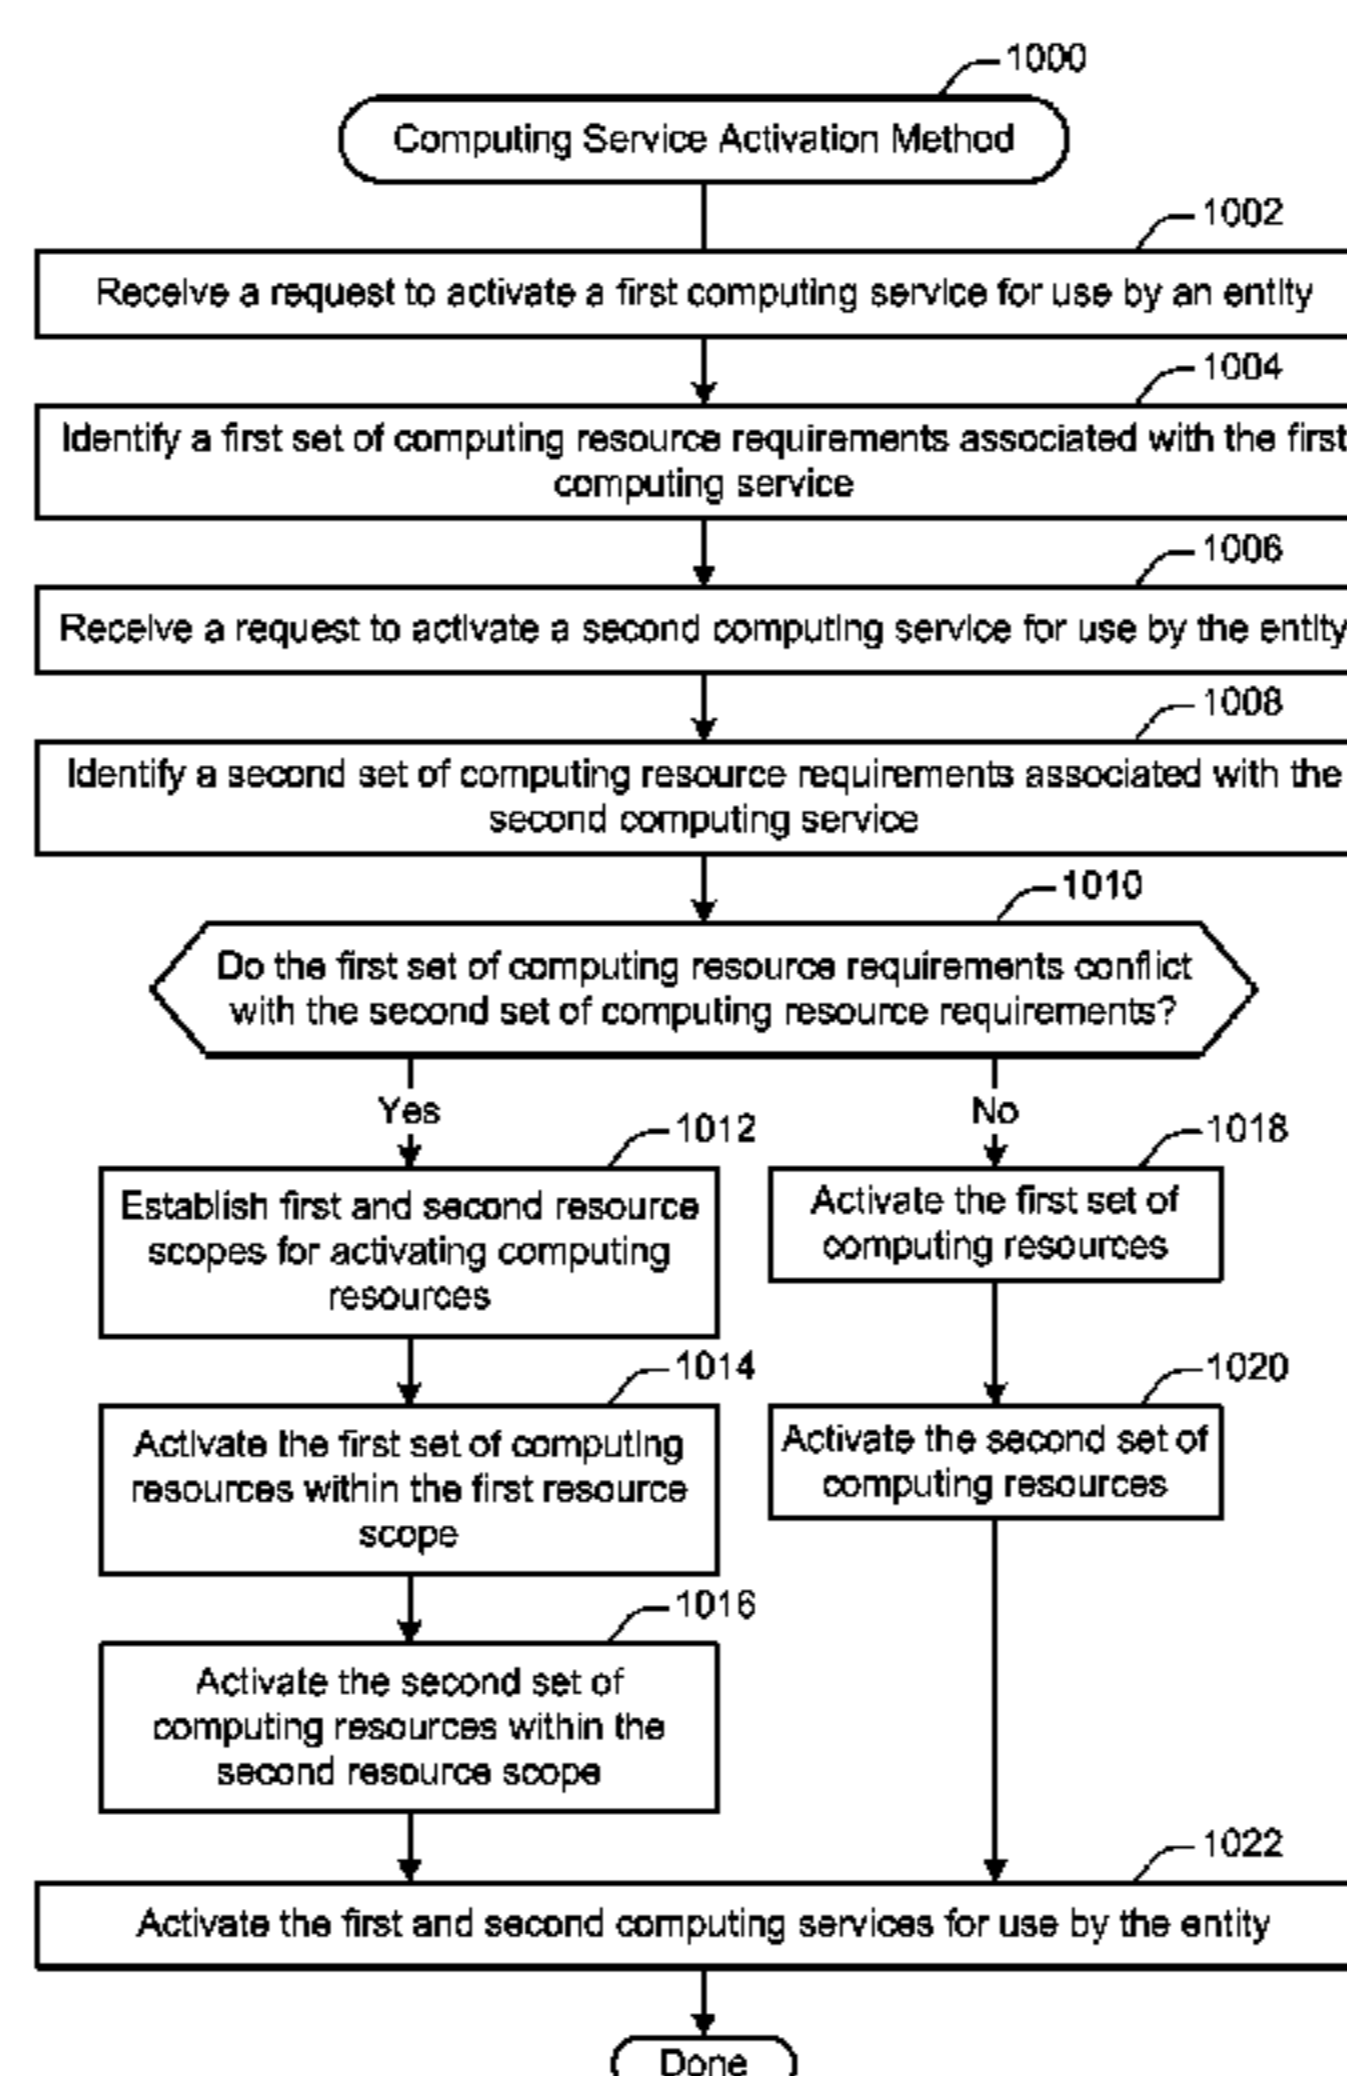 1000
Computing Service Activation Method
1002
Receive a request to activate a first computing service for use by an entity
1004
Identify a first set of computing resource requirements associated with the first
computing service
1006
Receive a request to activate a second computing service for use by the entity
1008
Identify a second set of computing resource requirements associated with the
second computing service
1010
Do the first set of computing resource requirements conflict
with the second set of computing resource requirements?
Yes
No
1012
Establish first and second resource
scopes for activating computing
resources
1018
Activate the first set of
computing resources
1014
Activate the first set of computing
resources within the first resource
scope
1020
Activate the second set of
computing resources
1016
Activate the second set of
computing resources within the
second resource scope
1022
Activate the first and second computing services for use by the entity
Done